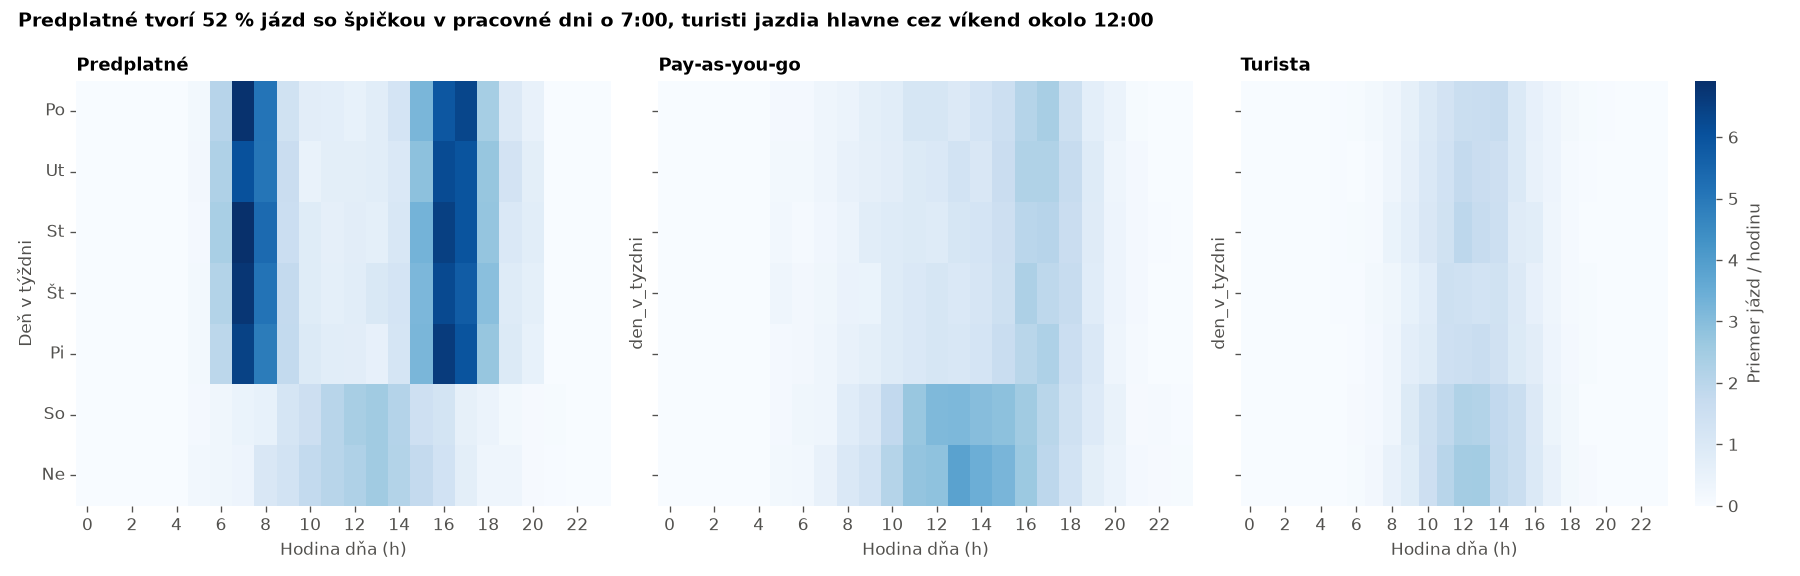 Predplatné tvorí 52 % jázd so špičkou v pracovné dni o 7:00, turisti jazdia hlavne cez víkend okolo 12:00
Predplatné
Pay-as-you-go
Turista
Deň v týždni
Po
Ut
St
Št
Pi
So
Ne
den_v_tyzdni
den_v_tyzdni
6
5
4
3
2
1
0
Priemer jázd / hodinu
0 2 4 6 8 10 12 14 16 18 20 22
0 2 4 6 8 10 12 14 16 18 20 22
0 2 4 6 8 10 12 14 16 18 20 22
Hodina dňa (h)
Hodina dňa (h)
Hodina dňa (h)